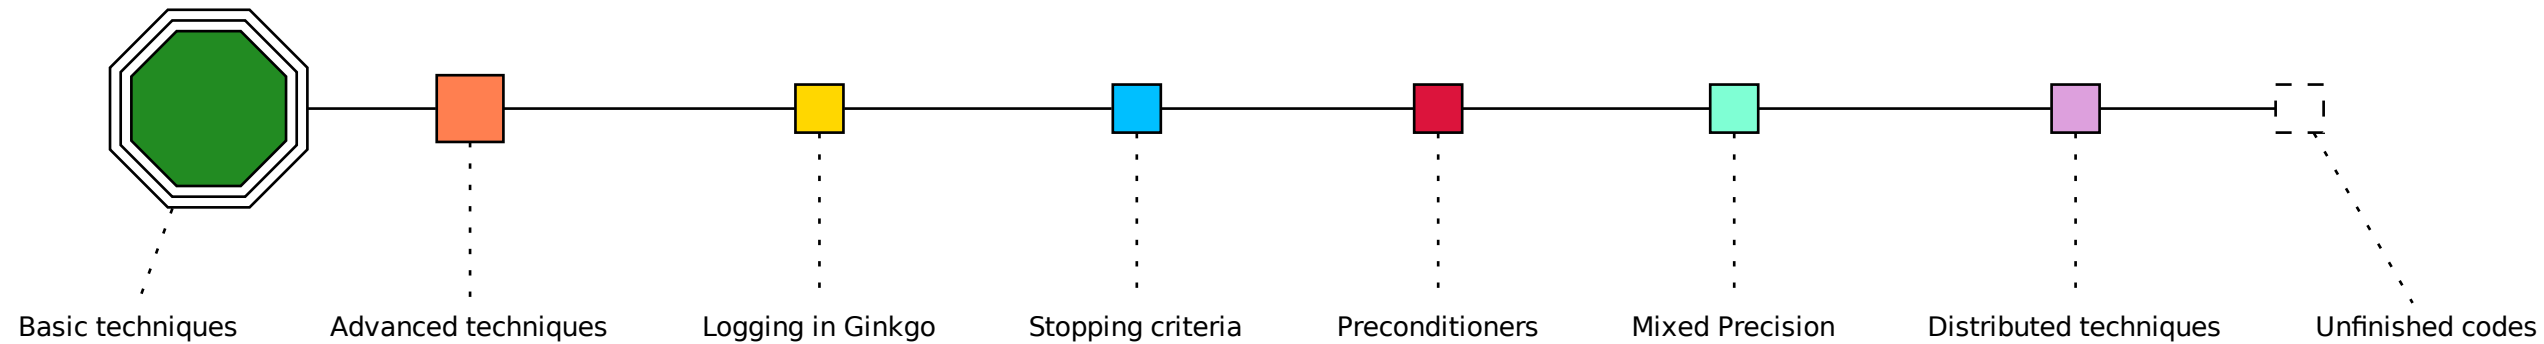 Basic techniques
Advanced techniques
Logging in Ginkgo
Stopping criteria
Preconditioners
Mixed Precision
Distributed techniques
Unfinished codes